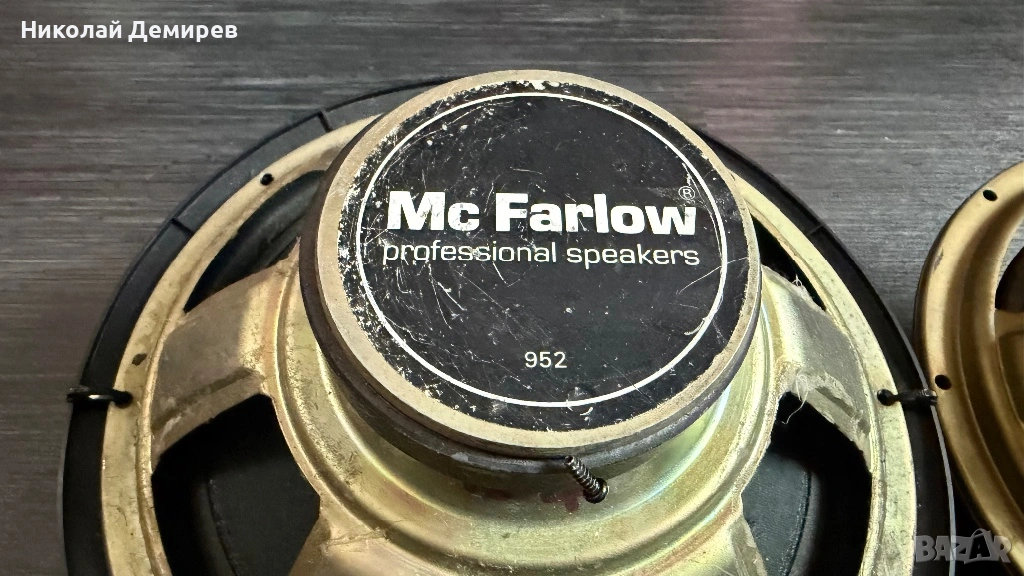 Николай Демирев
Mc Farlow®
professional speakers
952
BAZAR